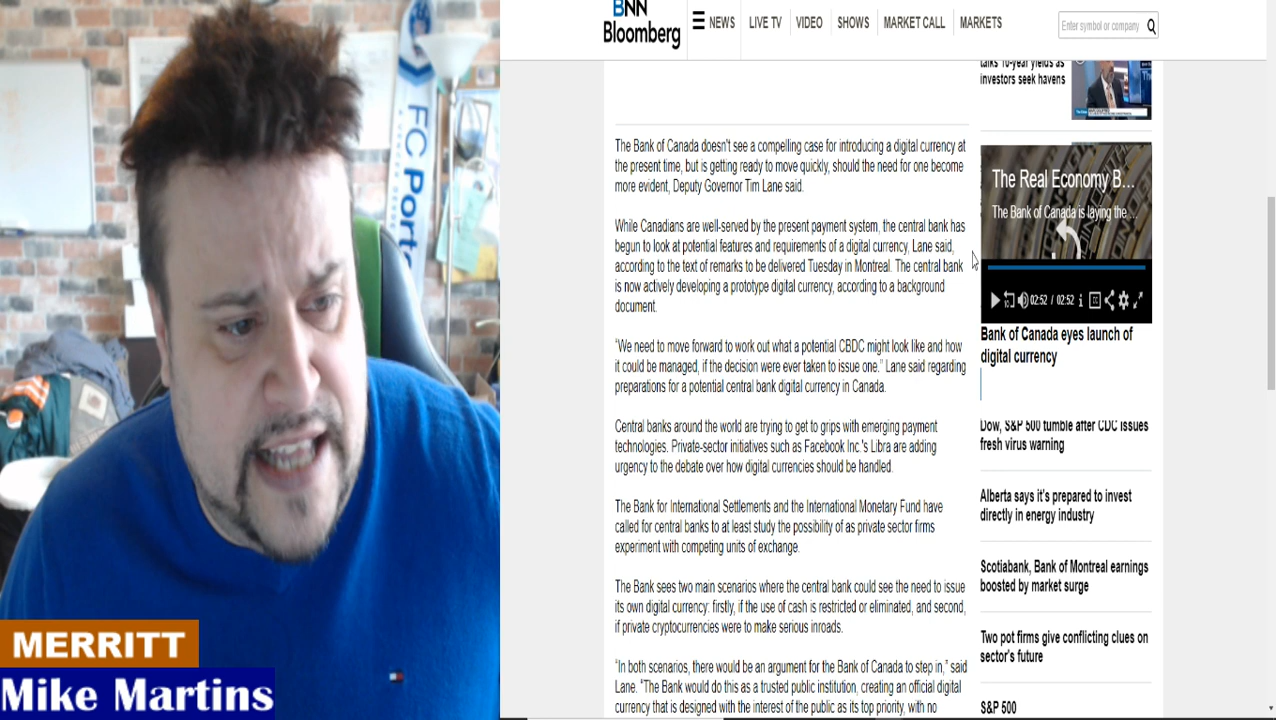 FC Porto
MERRITT
Mike Martins
BNN
Bloomberg
NEWS
LIVE TV
VIDEO
SHOWS
MARKET CALL
MARKETS
Enter symbol or company
The Bank of Canada doesn't see a compelling case for introducing a digital currency at
the present time, but is getting ready to move quickly, should the need for one become
more evident, Deputy Governor Tim Lane said.
While Canadians are well-served by the present payment system, the central bank has
begun to look at potential features and requirements of a digital currency, Lane said,
according to the text of remarks to be delivered Tuesday in Montreal. The central bank
is now actively developing a prototype digital currency, according to a background
document.
“We need to move forward to work out what a potential CBDC might look like and how
it could be managed, if the decision were ever taken to issue one.” Lane said regarding
preparations for a potential central bank digital currency in Canada.
Central banks around the world are trying to get to grips with emerging payment
technologies. Private-sector initiatives such as Facebook Inc.'s Libra are adding
urgency to the debate over how digital currencies should be handled.
The Bank for International Settlements and the International Monetary Fund have
called for central banks to at least study the possibility of as private sector firms
experiment with competing units of exchange.
The Bank sees two main scenarios where the central bank could see the need to issue
its own digital currency: firstly, if the use of cash is restricted or eliminated, and second,
if private cryptocurrencies were to make serious inroads.
“In both scenarios, there would be an argument for the Bank of Canada to step in,” said
Lane. “The Bank would do this as a trusted public institution, creating an official digital
currency that is designed with the interest of the public as its top priority, with no
talks 10-year yields as
investors seek havens
The Real Economy B...
The Bank of Canada is laying the ...
02:52 / 02:52
Bank of Canada eyes launch of
digital currency
Dow, S&P 500 tumble after CDC issues
fresh virus warning
Alberta says it's prepared to invest
directly in energy industry
Scotiabank, Bank of Montreal earnings
boosted by market surge
Two pot firms give conflicting clues on
sector's future
S&P 500